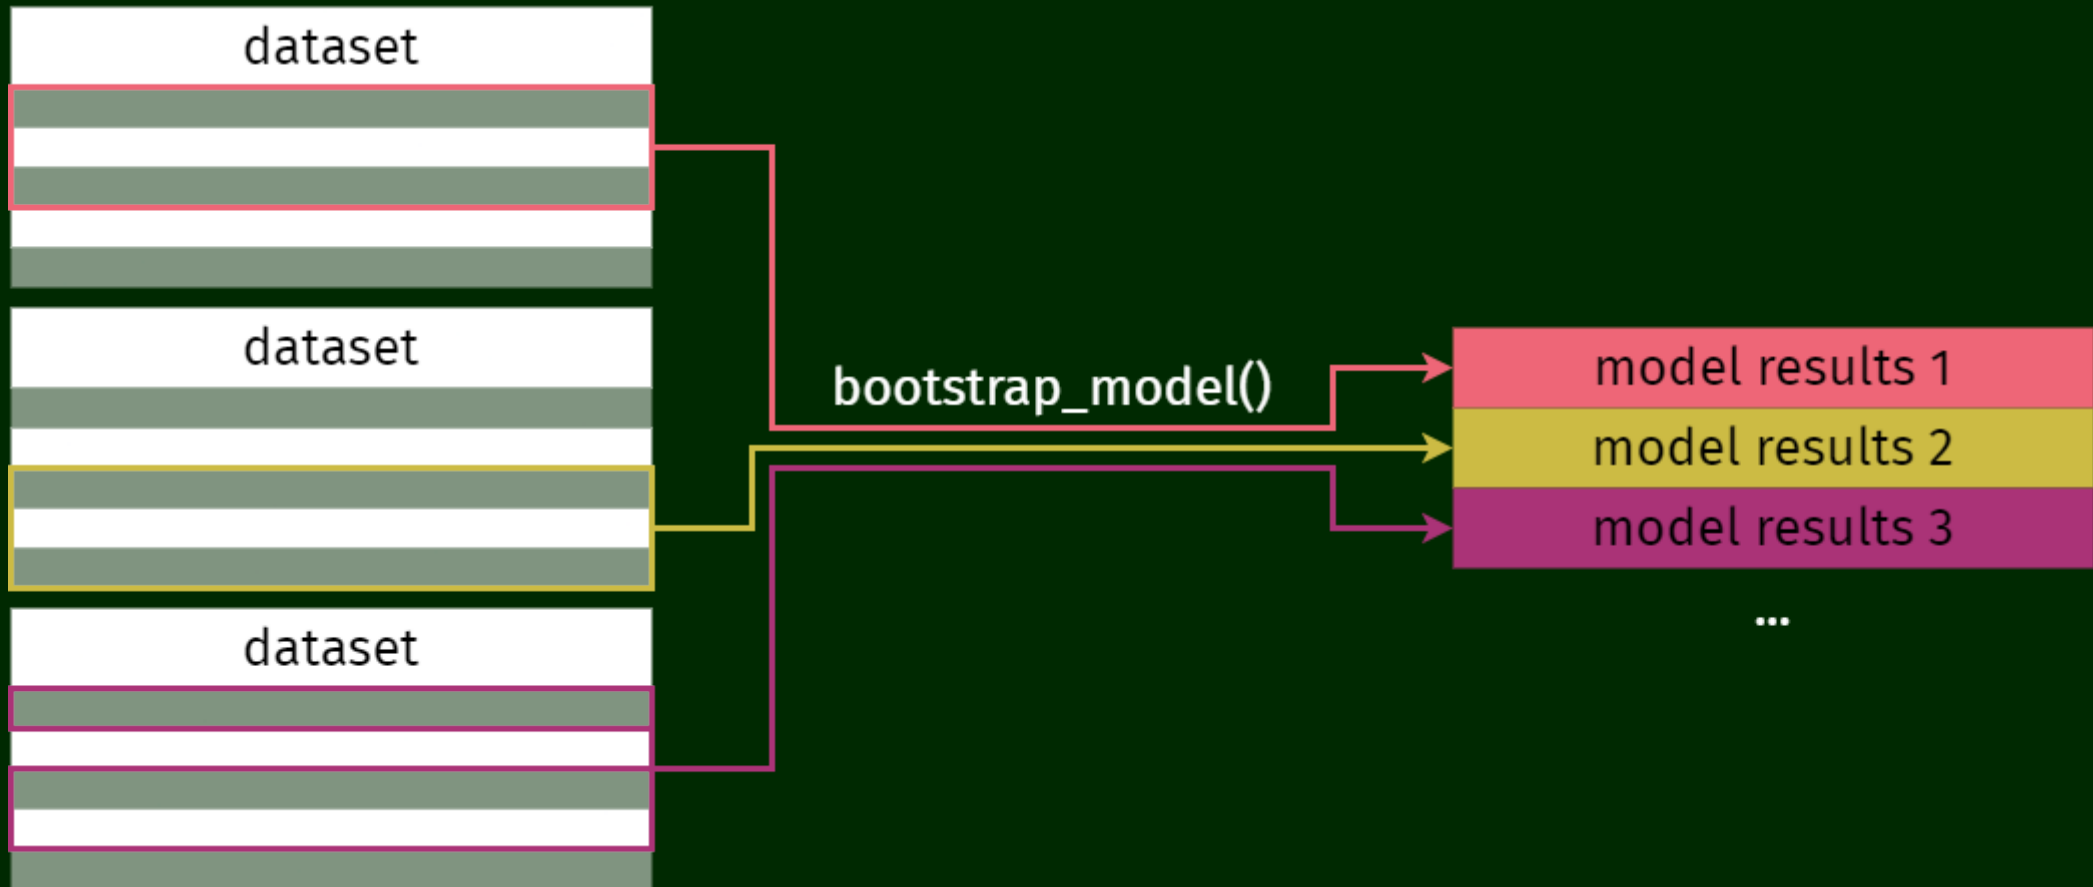 dataset
dataset
dataset
bootstrap_model()
model results 1
model results 2
model results 3
...